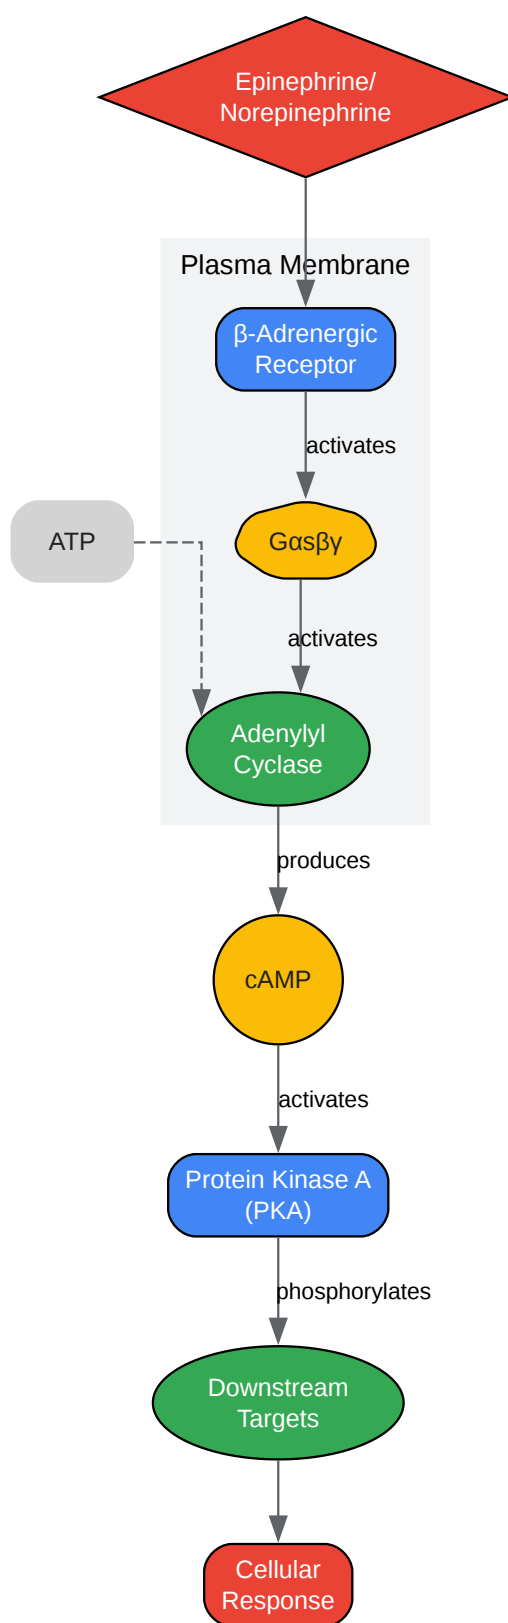 Epinephrine/
Norepinephrine
Plasma Membrane
β-Adrenergic
Receptor
activates
ATP
Gαsβγ
activates
Adenylyl
Cyclase
produces
cAMP
activates
Protein Kinase A
(PKA)
phosphorylates
Downstream
Targets
Cellular
Response